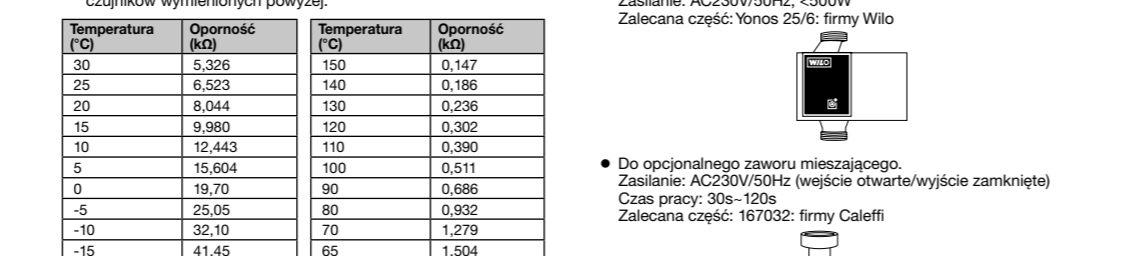 czujników wymienionych powyżej.
Temperatura (°C) Oporność (kΩ) Temperatura (°C) Oporność (kΩ)
30 5,326 150 0,147
25 6,523 140 0,186
20 8,044 130 0,236
15 9,980 120 0,302
10 12,443 110 0,390
5 15,604 100 0,511
0 19,70 90 0,686
-5 25,05 80 0,932
-10 32,10 70 1,279
-15 41,45 65 1,504
Zasilanie: AC230V/50Hz, <500W
Zalecana część: Yonos 25/6: firmy Wilo
WILO
● Do opcjonalnego zaworu mieszającego.
Zasilanie: AC230V/50Hz (wejście otwarte/wyjście zamknięte)
Czas pracy: 30s~120s
Zalecana część: 167032: firmy Caleffi